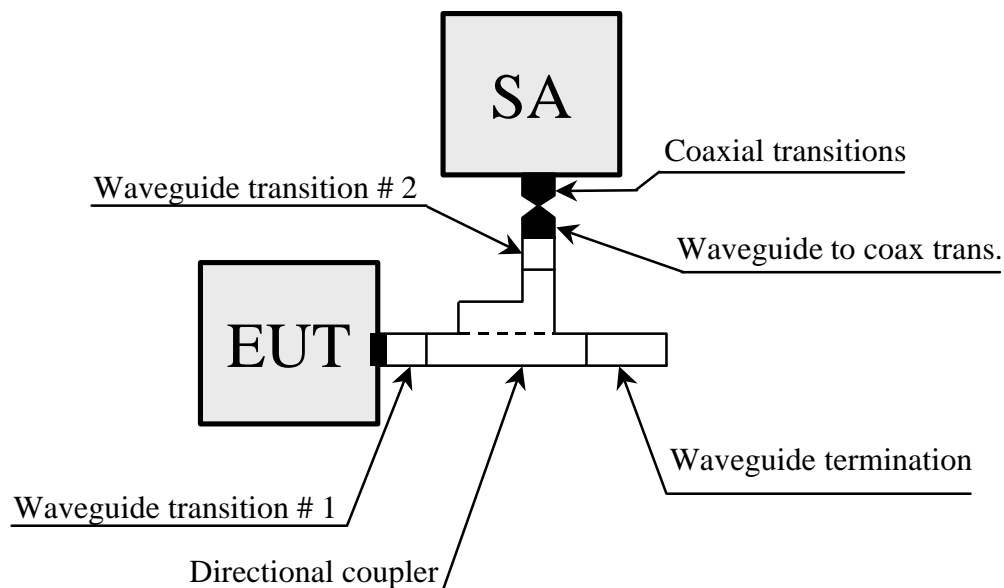 SA
Coaxial transitions
Waveguide transition # 2
Waveguide to coax trans.
EUT
Waveguide termination
Waveguide transition # 1
Directional coupler